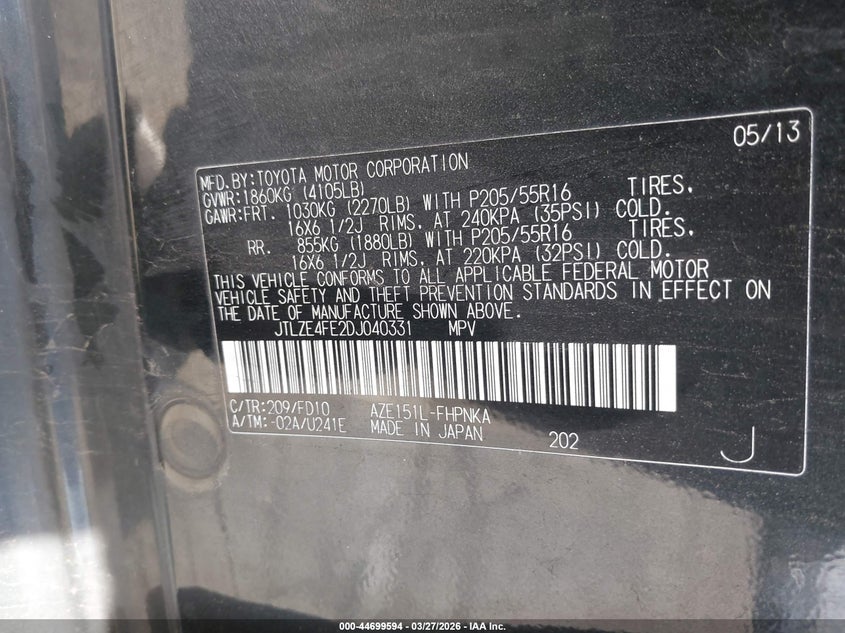 05/13
MFD.BY:TOYOTA MOTOR CORPORATION
GVWR:1860KG (4105LB)
GAWR:FRT. 1030KG (2270LB) WITH P205/55R16 TIRES,
16X6 1/2J RIMS, AT 240KPA (35PSI) COLD.
RR. 855KG (1880LB) WITH P205/55R16 TIRES,
16X6 1/2J RIMS, AT 220KPA (32PSI) COLD.
THIS VEHICLE CONFORMS TO ALL APPLICABLE FEDERAL MOTOR
VEHICLE SAFETY AND THEFT PREVENTION STANDARDS IN EFFECT ON
THE DATE OF MANUFACTURE SHOWN ABOVE.
JTLZE4FE2DJ040331 MPV
C/TR:209/FD10 AZE151L-FHPNKA
A/TM:-02A/U241E MADE IN JAPAN 202 J
000-44699594 — 03/27/2026 — IAA Inc.